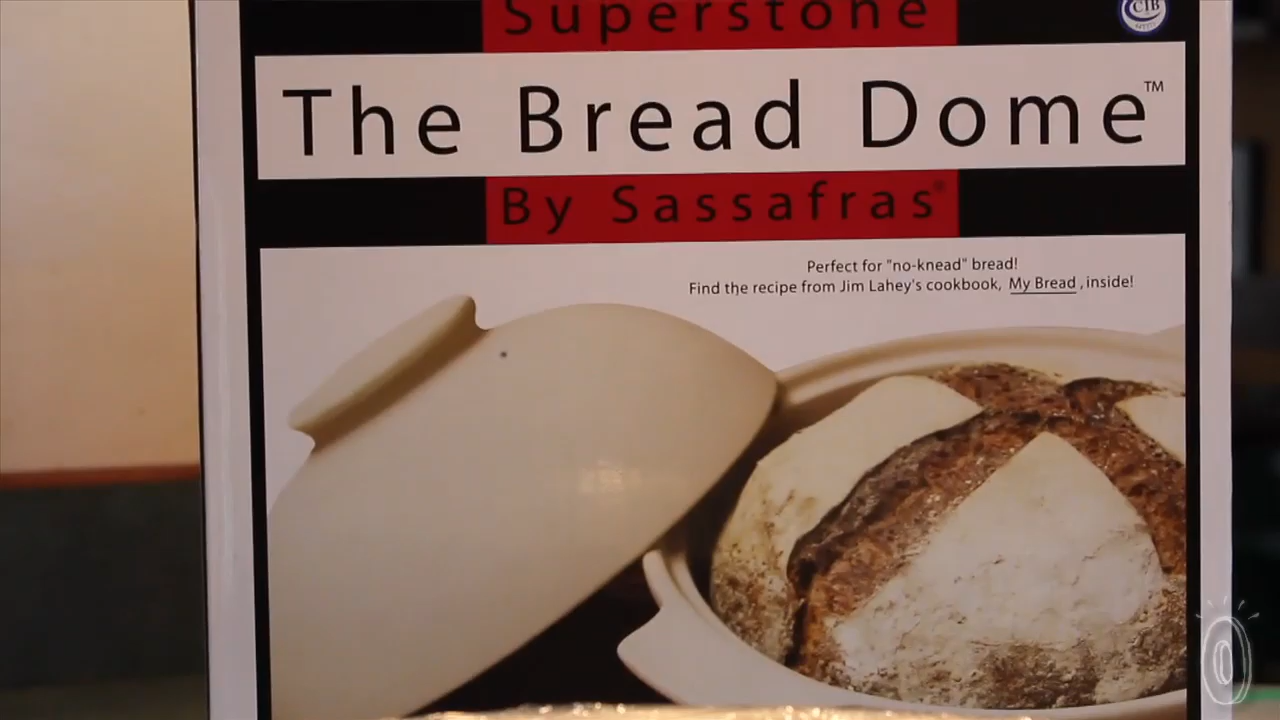 Superstone
CIB
The Bread Dome™
By Sassafras®
Perfect for "no-knead" bread!
Find the recipe from Jim Lahey's cookbook, My Bread, inside!